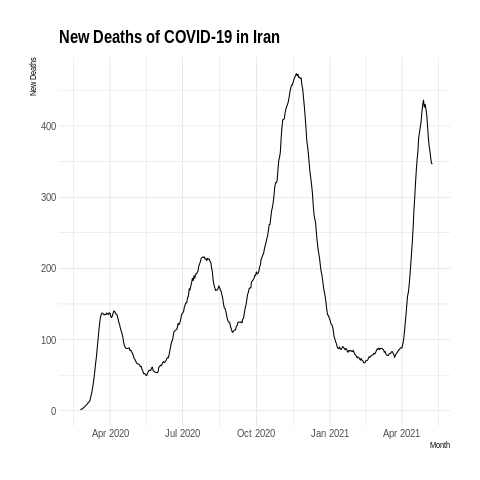 New Deaths of COVID-19 in Iran
New Deaths
400
300
200
100
0
Apr 2020 Jul 2020 Oct 2020 Jan 2021 Apr 2021
Month